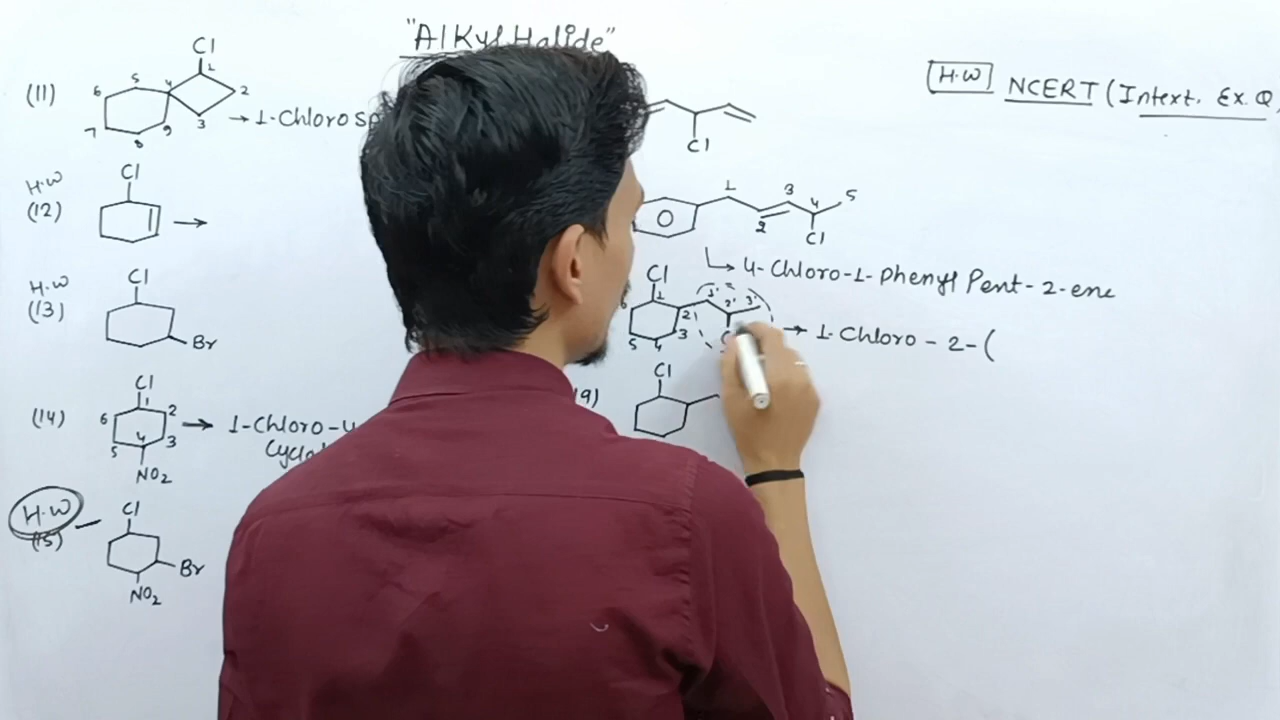 "Alkyl Halide"
H.W NCERT (Intext. Ex. Q
(11) Cl 1 2 3 4 5 6 7 8 9 → 1-Chloro sp
Cl
H.W
(12) Cl →
1 2 3 4 5 Cl
4-Chloro-1-Phenyl Pent-2-ene
H.W
(13) Cl Br
Cl 1 2 3 4 5 6 1' 2' 3' → 1-Chloro-2-(
(14) Cl 1 2 3 4 5 6 NO2 → 1-Chloro-4
Cyclo
9) Cl
H.W
(15) Cl Br NO2